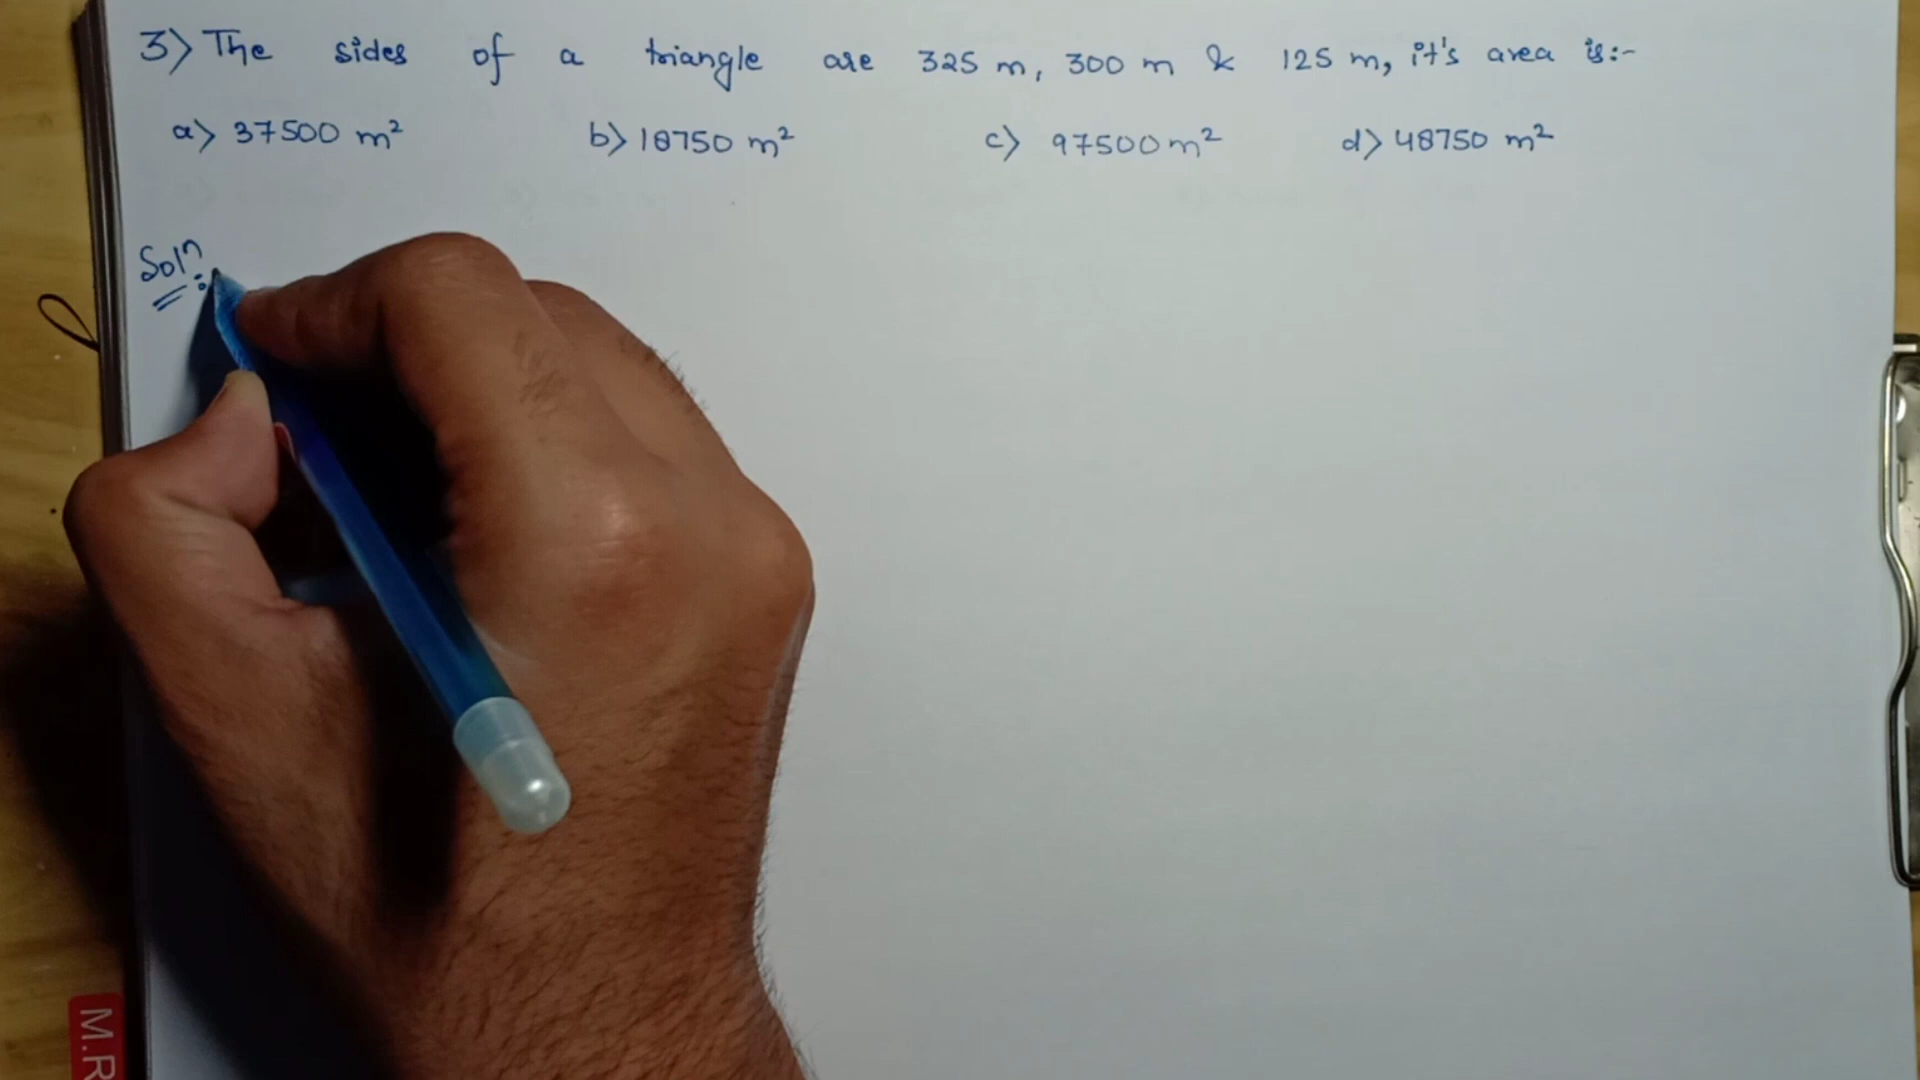 3) The sides of a triangle are 325 m, 300 m & 125 m, it's area is:-
a) 37500 m² b) 18750 m² c) 97500 m² d) 48750 m²
Soln:
M.R